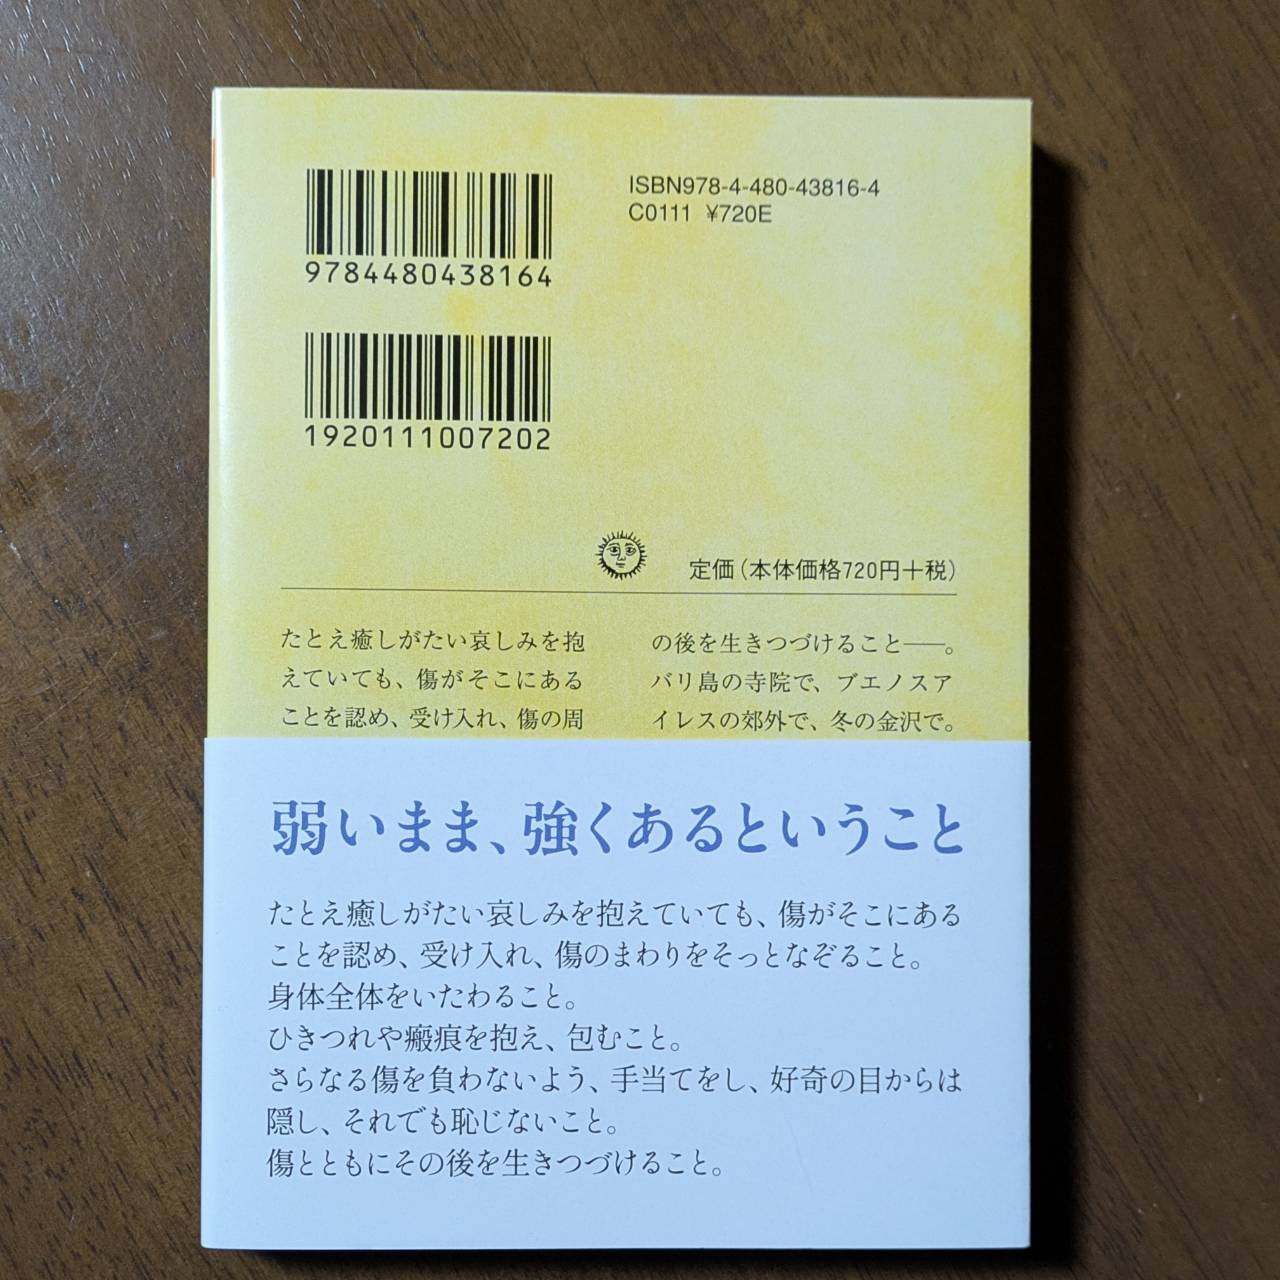 9784480438164
1920111007202
ISBN978-4-480-43816-4
C0111 ¥720E
定価(本体価格720円+税)
たとえ癒しがたい哀しみを抱
えていても、傷がそこにある
ことを認め、受け入れ、傷の周
の後を生きつづけること――。
バリ島の寺院で、ブエノスア
イレスの郊外で、冬の金沢で。
弱いまま、強くあるということ
たとえ癒しがたい哀しみを抱えていても、傷がそこにある
ことを認め、受け入れ、傷のまわりをそっとなぞること。
身体全体をいたわること。
ひきつれや瘢痕を抱え、包むこと。
さらなる傷を負わないよう、手当てをし、好奇の目からは
隠し、それでも恥じないこと。
傷とともにその後を生きつづけること。